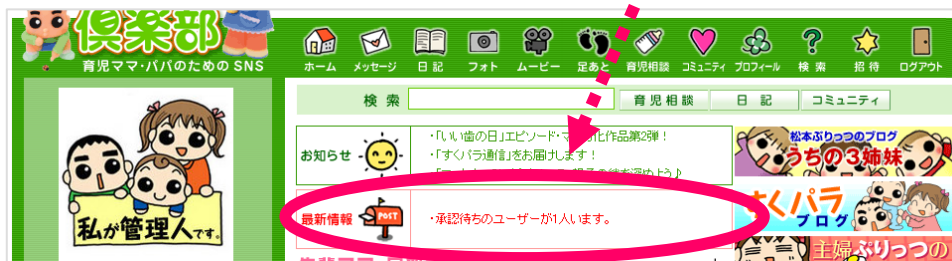 倶楽部
育児ママ・パパのための SNS
ホーム メッセージ 日記 フォト ムービー 足あと 育児相談 コミュニティ プロフィール 検索 招待 ログアウト
検索 育児相談 日記 コミュニティ
私が管理人です。
お知らせ
・「いい歯の日」エピソード・マ
化作品第2弾！
・「すくパラ通信」をお届けします！
最新情報 POST
・承認待ちのユーザーが1人います。
松本ぷりっつのブログ
うちの3姉妹
すくパラ
ブログ
主婦ぷりっつの